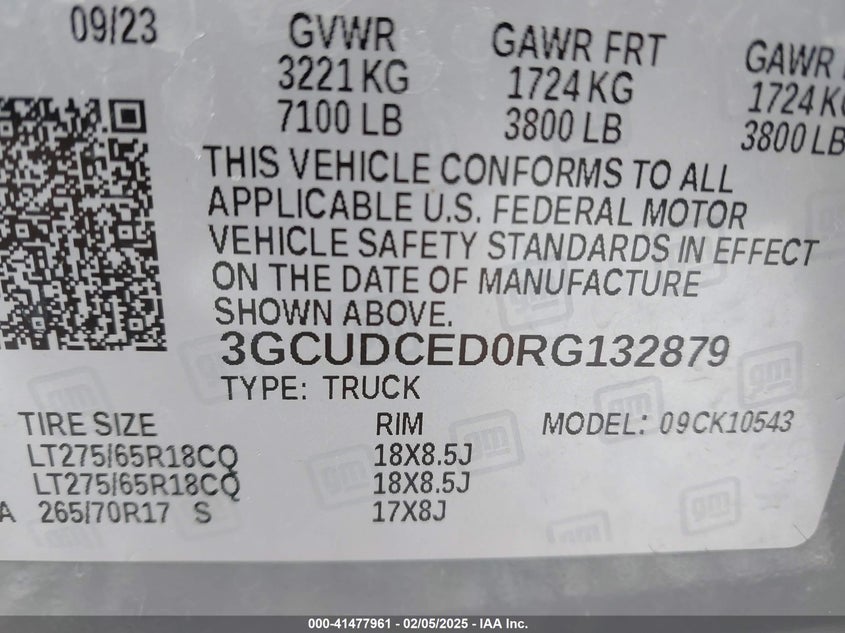 09/23
GVWR GAWR FRT GAWR
3221 KG 1724 KG 1724
7100 LB 3800 LB 3800 LB
THIS VEHICLE CONFORMS TO ALL
APPLICABLE U.S. FEDERAL MOTOR
VEHICLE SAFETY STANDARDS IN EFFECT
ON THE DATE OF MANUFACTURE
SHOWN ABOVE.
3GCUDCED0RG132879
TYPE: TRUCK
TIRE SIZE RIM MODEL: 09CK10543
LT275/65R18CQ 18X8.5J
LT275/65R18CQ 18X8.5J
A 265/70R17 S 17X8J
gm
000-41477961 - 02/05/2025 - IAA Inc.